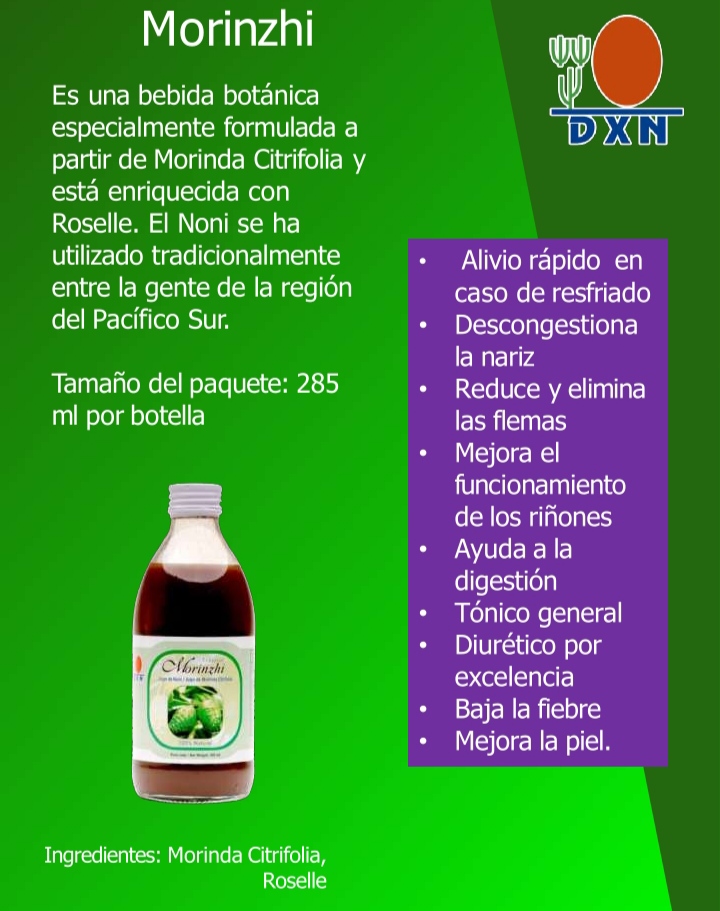 Morinzhi
Es una bebida botánica
especialmente formulada a
partir de Morinda Citrifolia y
está enriquecida con
Roselle. El Noni se ha
utilizado tradicionalmente
entre la gente de la región
del Pacífico Sur.
Tamaño del paquete: 285
ml por botella
DXN
• Alivio rápido en
caso de resfriado
• Descongestiona
la nariz
• Reduce y elimina
las flemas
• Mejora el
funcionamiento
de los riñones
• Ayuda a la
digestión
• Tónico general
• Diurético por
excelencia
• Baja la fiebre
• Mejora la piel.
Morinzhi
100% Natural
Ingredientes: Morinda Citrifolia,
Roselle